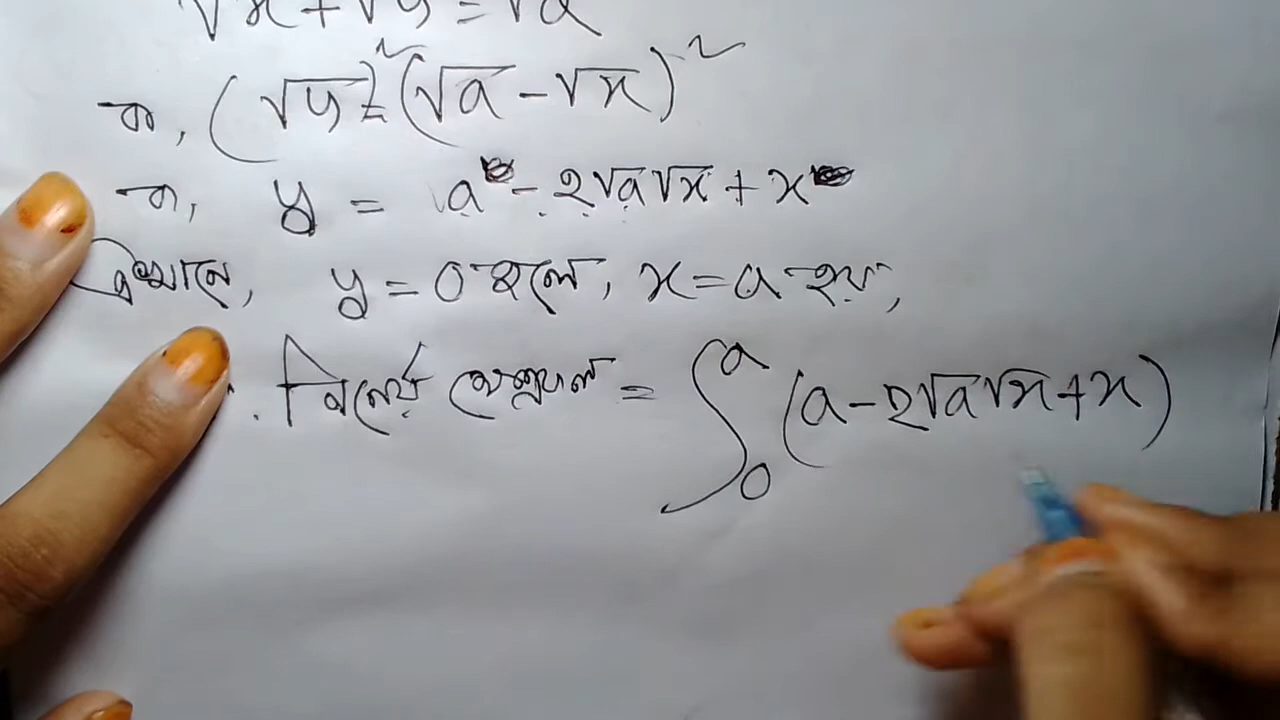 √x + √y = √a
বা, (√y)² = (√a - √x)²
বা, y = a - 2√a√x + x
এখানে, y = 0 হলে, x = a হয়,
নির্ণেয় ক্ষেত্রফল = ∫₀ᵃ (a - 2√a√x + x)